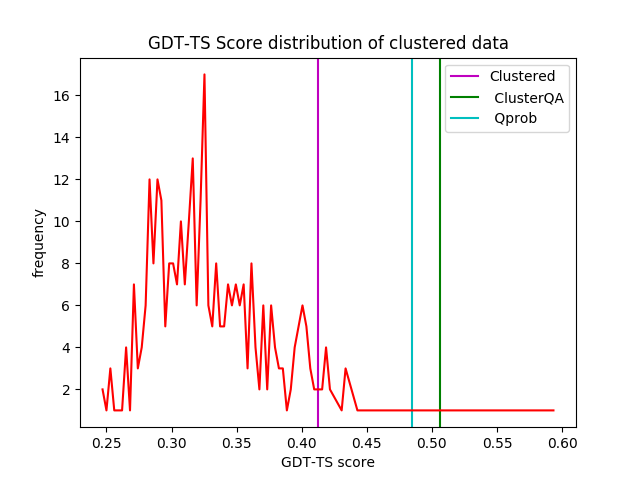 GDT-TS Score distribution of clustered data
Clustered
ClusterQA
Qprob
16
14
12
10
8
6
4
2
frequency
0.25 0.30 0.35 0.40 0.45 0.50 0.55 0.60
GDT-TS score